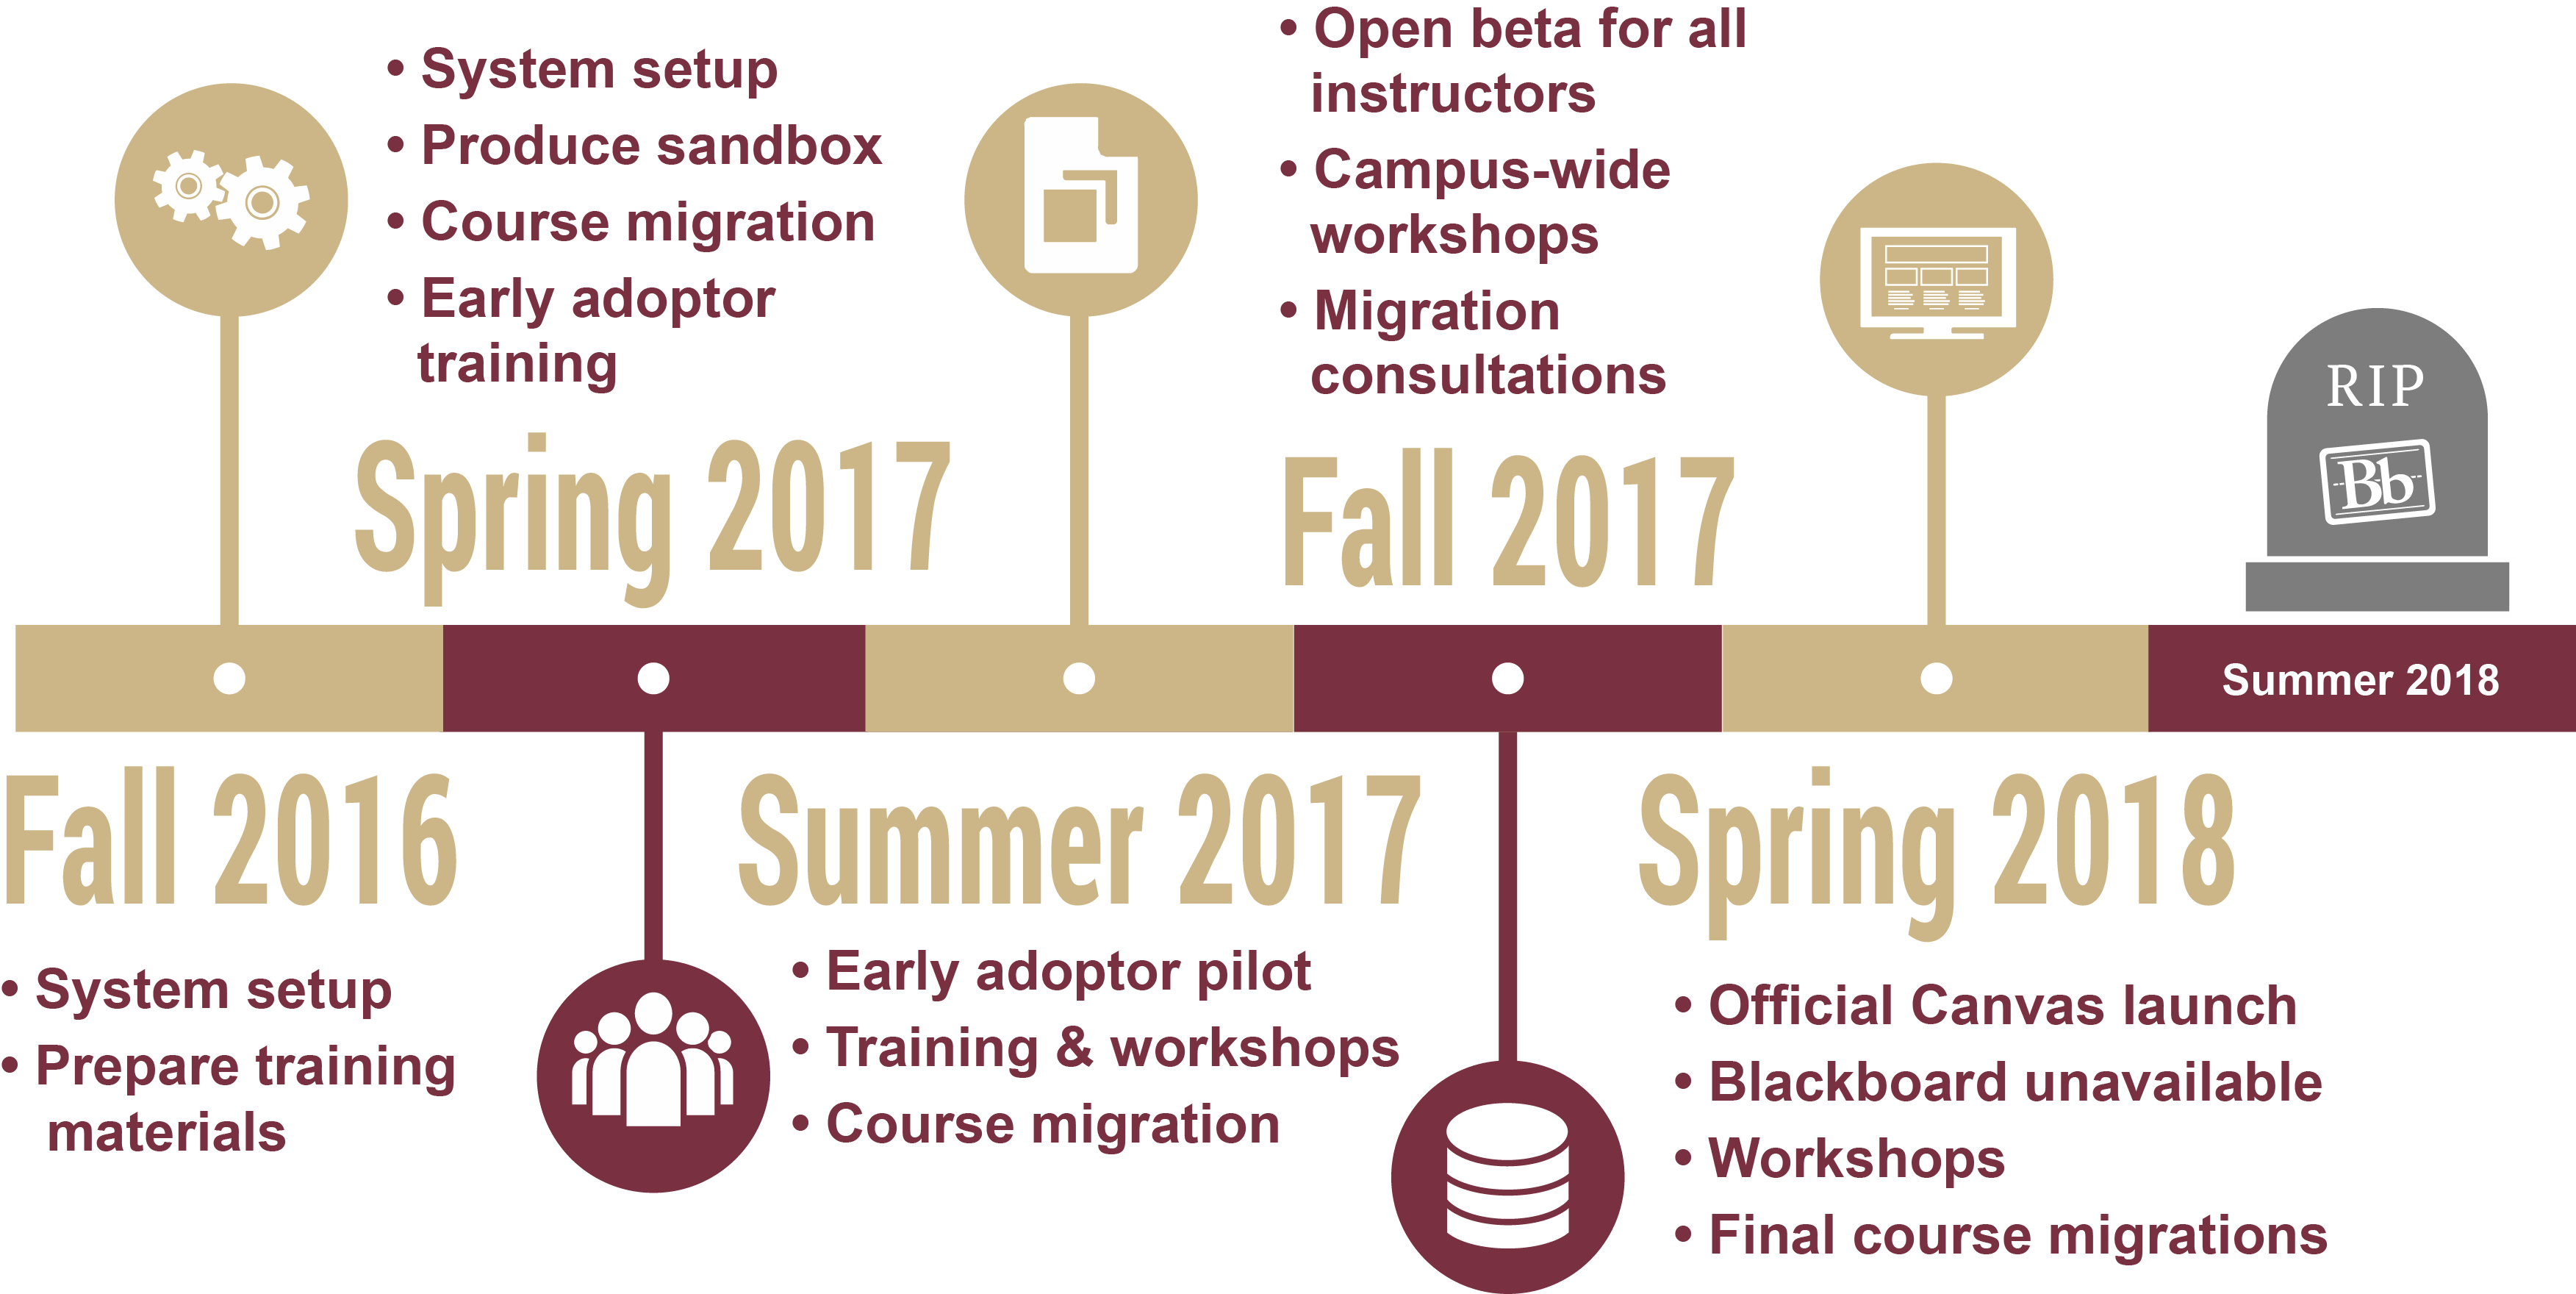 • System setup
• Produce sandbox
• Course migration
• Early adoptor
training
Spring 2017
• Open beta for all
instructors
• Campus-wide
workshops
• Migration
consultations
Fall 2017
RIP
Bb
Summer 2018
Fall 2016
• System setup
• Prepare training
materials
Summer 2017
• Early adoptor pilot
• Training & workshops
• Course migration
Spring 2018
• Official Canvas launch
• Blackboard unavailable
• Workshops
• Final course migrations